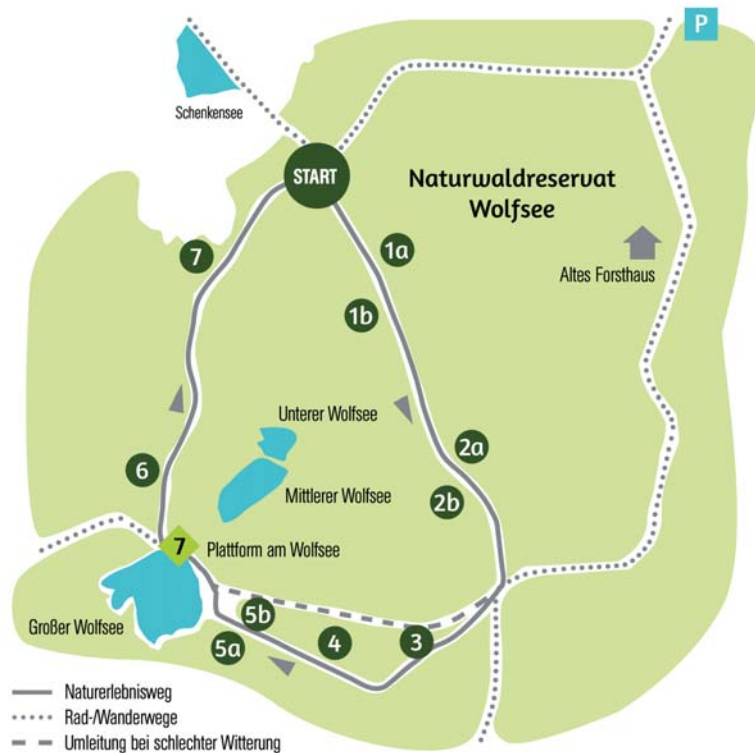 P
Schenkensee
START
Naturwaldreservat
Wolfsee
7
1a
Altes Forsthaus
1b
Unterer Wolfsee
2a
6
Mittlerer Wolfsee
2b
7
Plattform am Wolfsee
5b
Großer Wolfsee
5a
4
3
Naturerlebnisweg
Rad-/Wanderwege
Umleitung bei schlechter Witterung